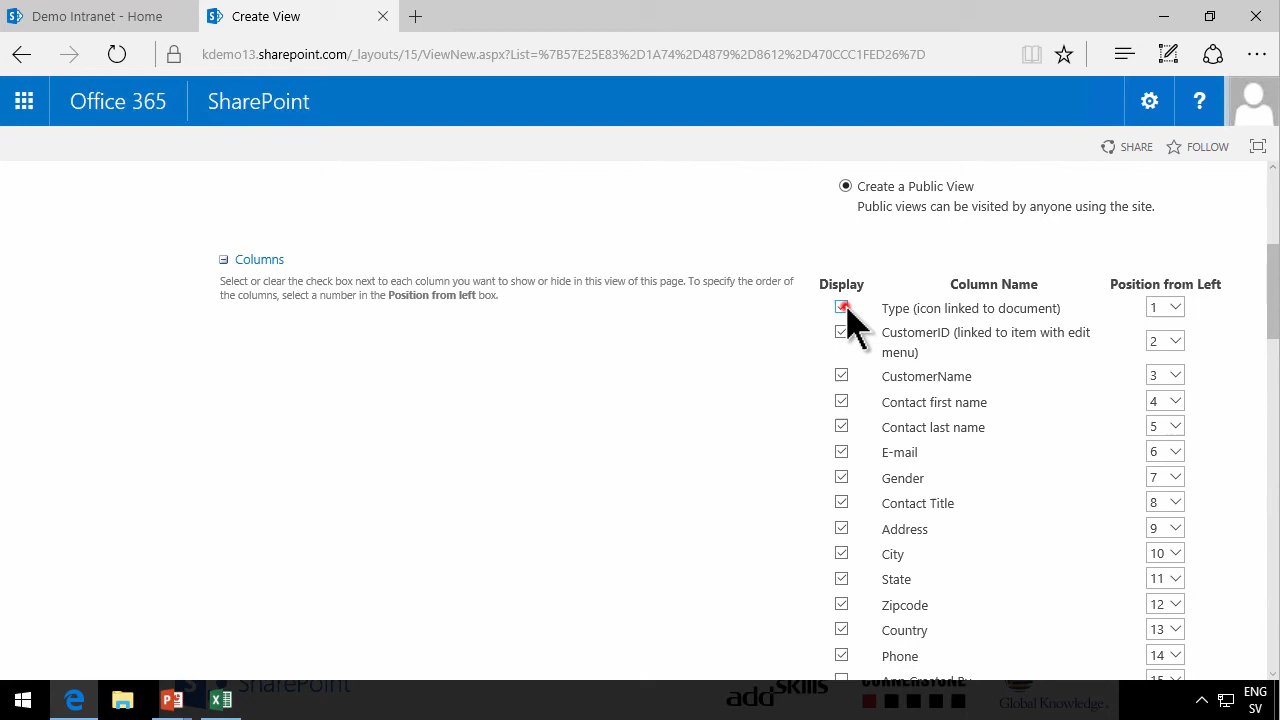 Demo Intranet - Home
Create View
kdemo13.sharepoint.com/_layouts/15/ViewNew.aspx?List=%7B57E25E83%2D1A74%2D4879%2D8612%2D470CCC1FED26%7D
Office 365
SharePoint
?
SHARE
FOLLOW
Create a Public View
Public views can be visited by anyone using the site.
Columns
Select or clear the check box next to each column you want to show or hide in this view of this page. To specify the order of
the columns, select a number in the Position from left box.
Display Column Name Position from Left
Type (icon linked to document) 1
CustomerID (linked to item with edit
menu) 2
CustomerName 3
Contact first name 4
Contact last name 5
E-mail 6
Gender 7
Contact Title 8
Address 9
City 10
State 11
Zipcode 12
Country 13
Phone 14
SharePoint
addskills
Global Knowledge.
ENG
SV